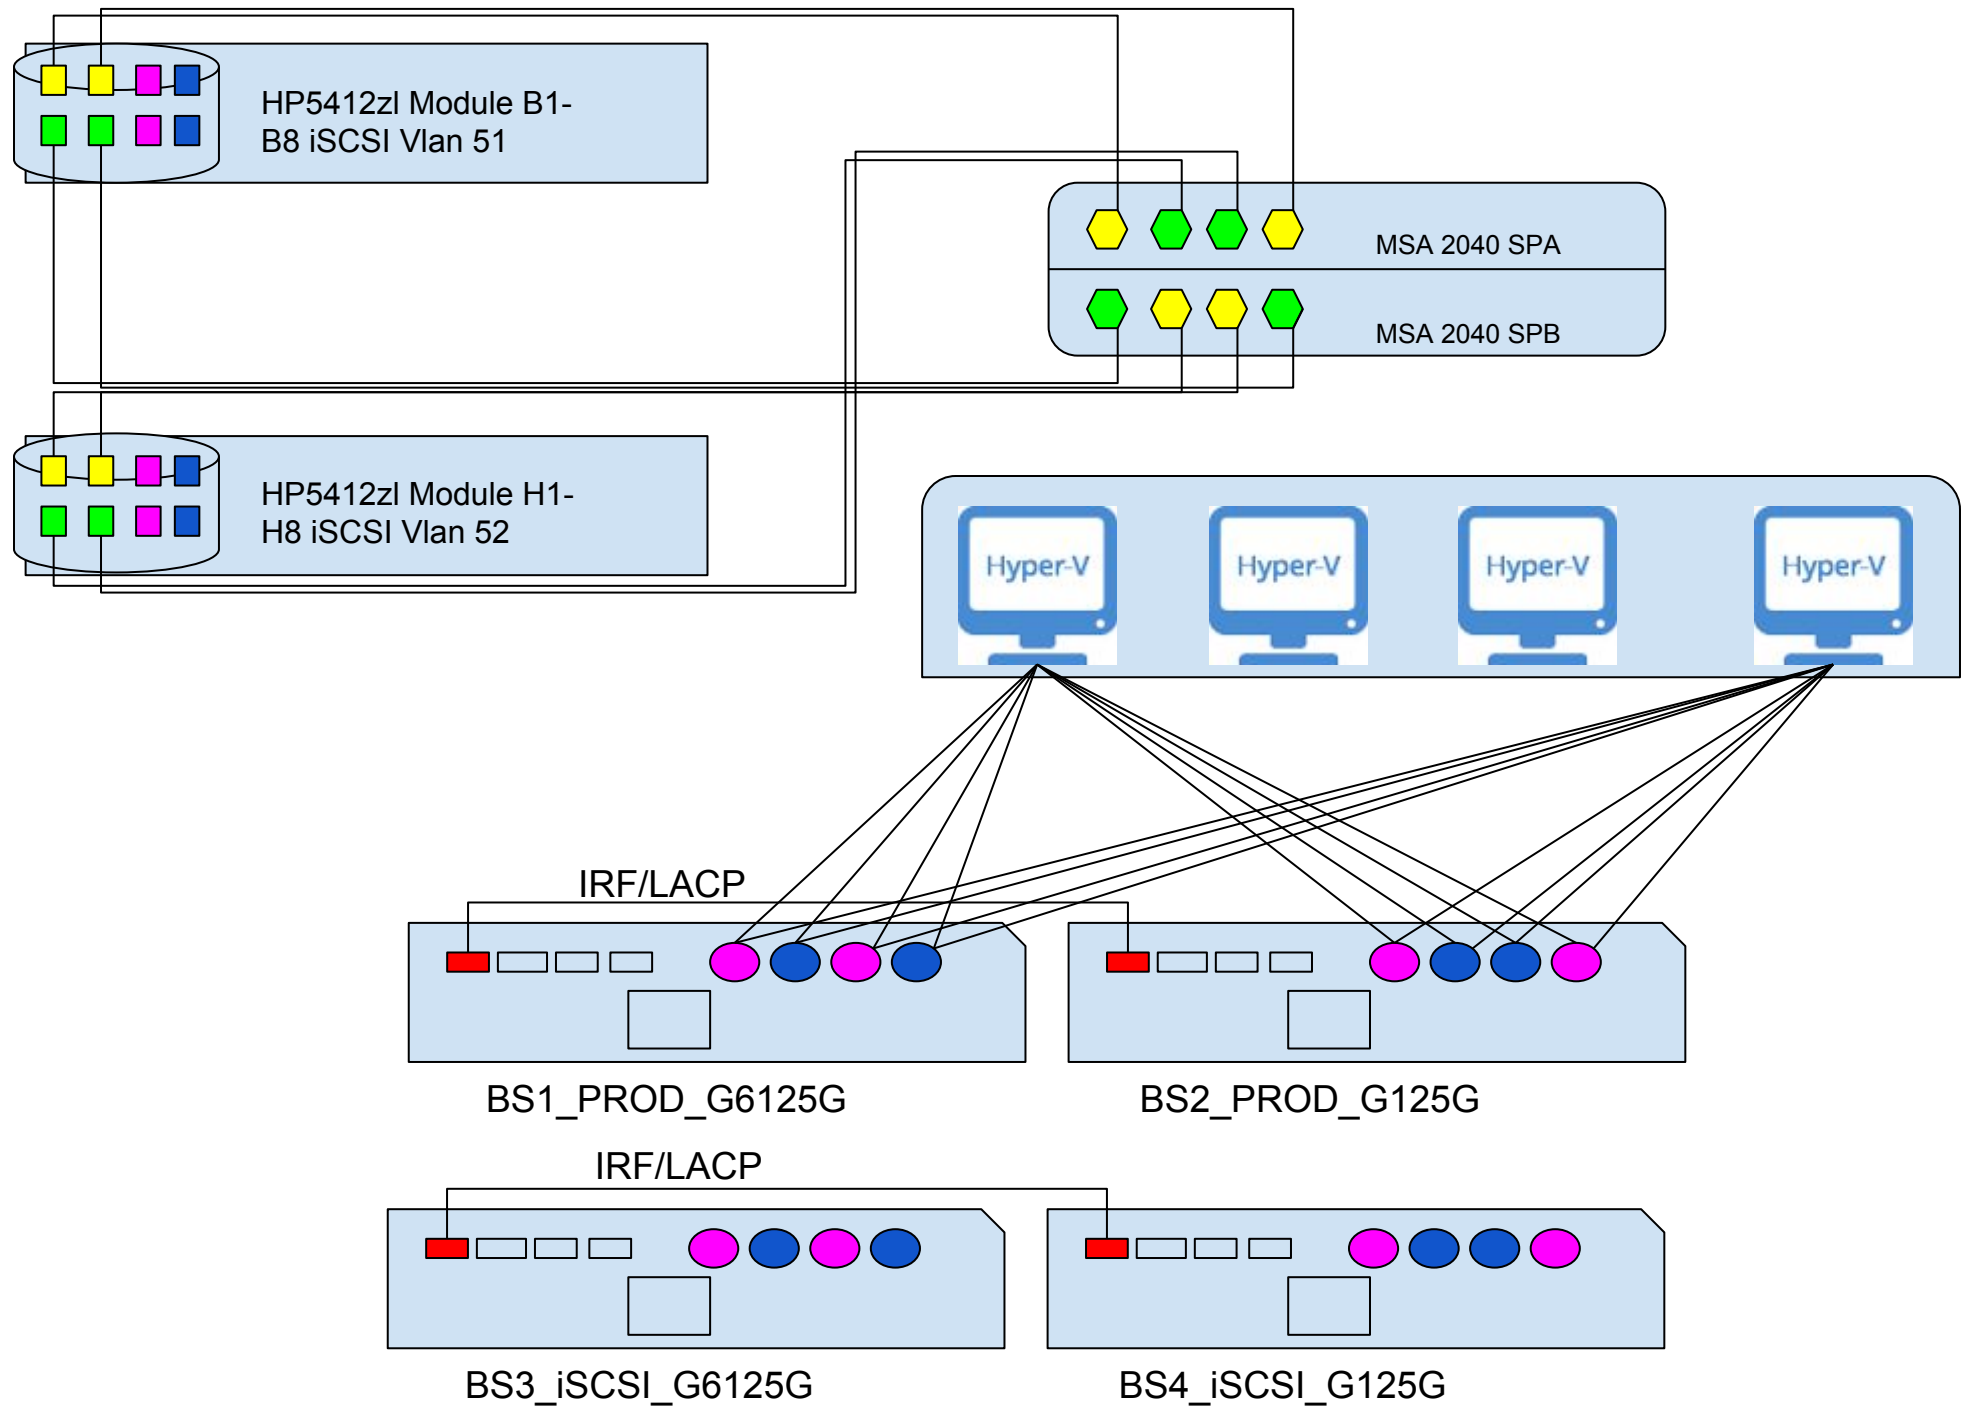 HP5412zl Module B1-
B8 iSCSI Vlan 51
MSA 2040 SPA
MSA 2040 SPB
HP5412zl Module H1-
H8 iSCSI Vlan 52
Hyper-V
Hyper-V
Hyper-V
Hyper-V
IRF/LACP
BS1_PROD_G6125G
BS2_PROD_G125G
IRF/LACP
BS3_iSCSI_G6125G
BS4_iSCSI_G125G